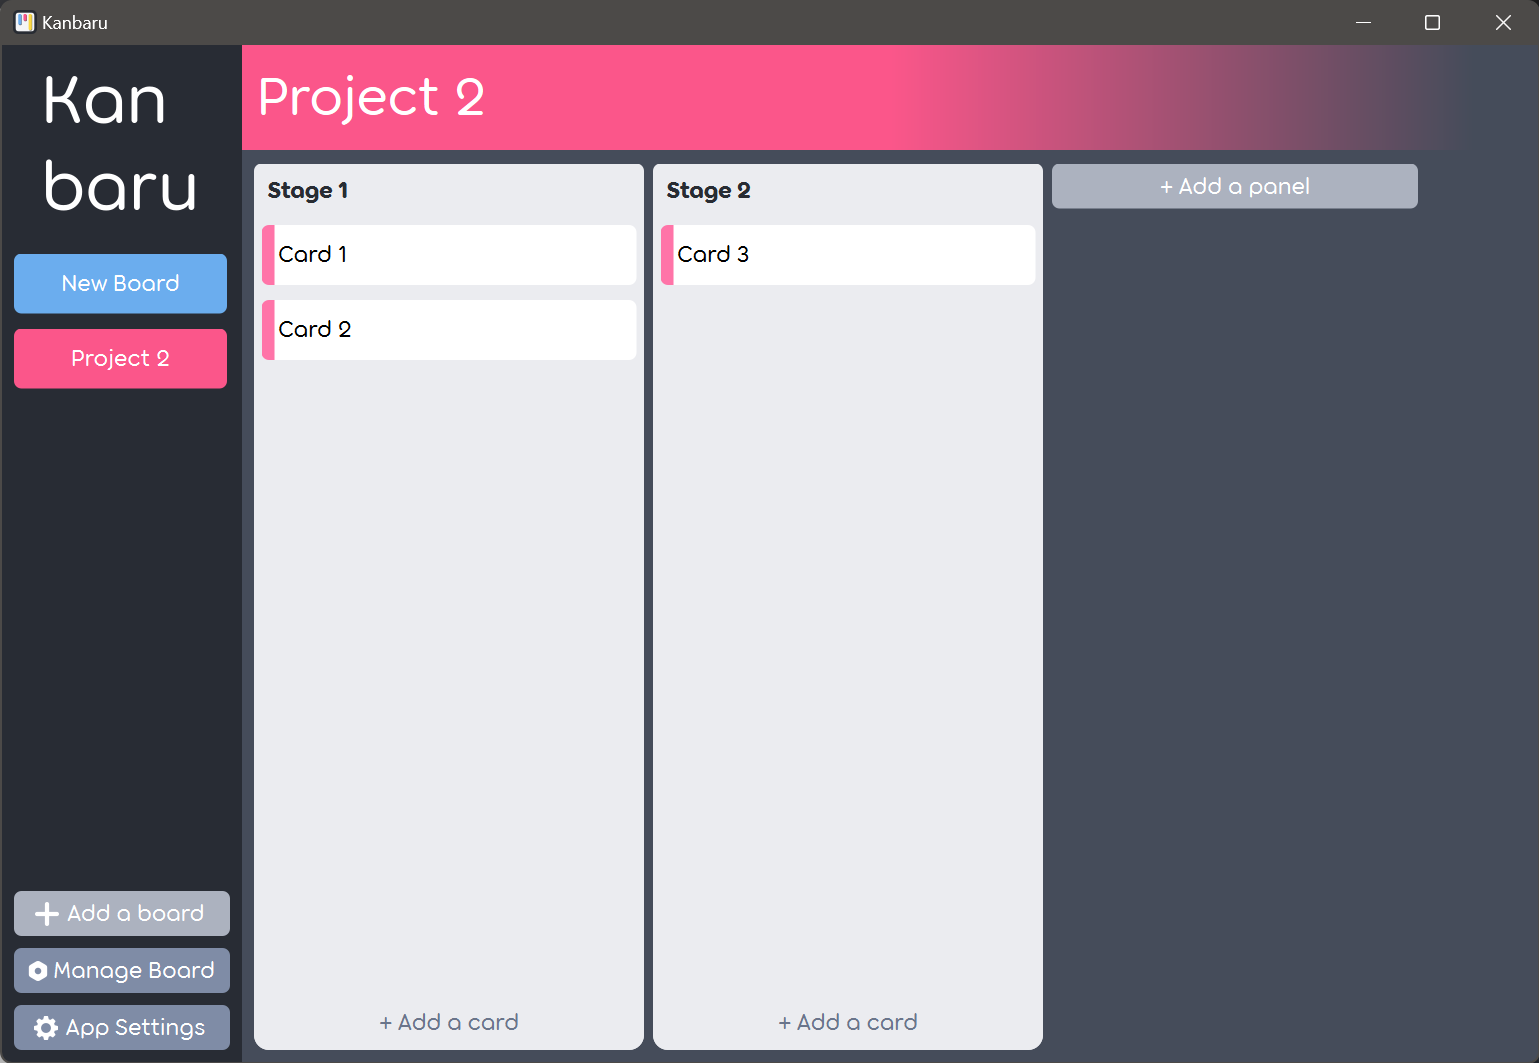 Kanbaru
Kan
baru
New Board
Project 2
Add a board
Manage Board
App Settings
Project 2
Stage 1
Card 1
Card 2
+ Add a card
Stage 2
Card 3
+ Add a card
+ Add a panel